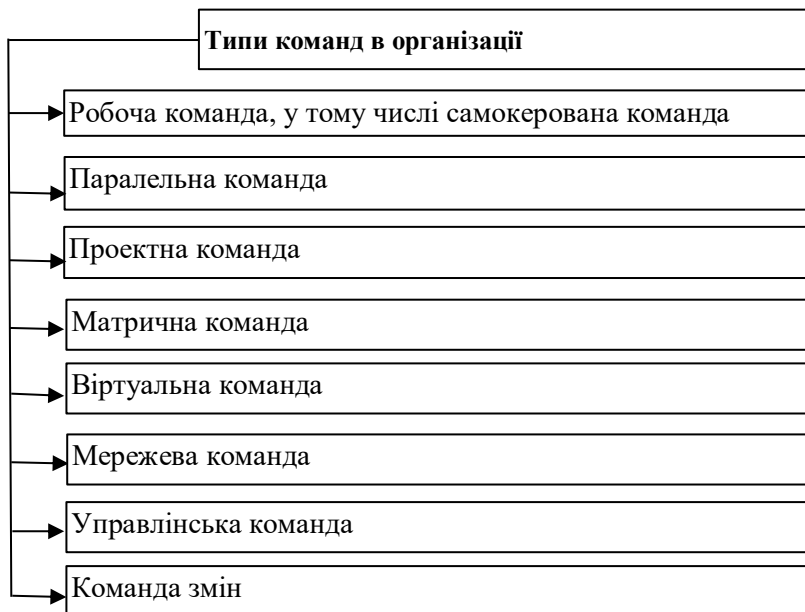 Типи команд в організації
Робоча команда, у тому числі самокерована команда
Паралельна команда
Проектна команда
Матрична команда
Віртуальна команда
Мережева команда
Управлінська команда
Команда змін